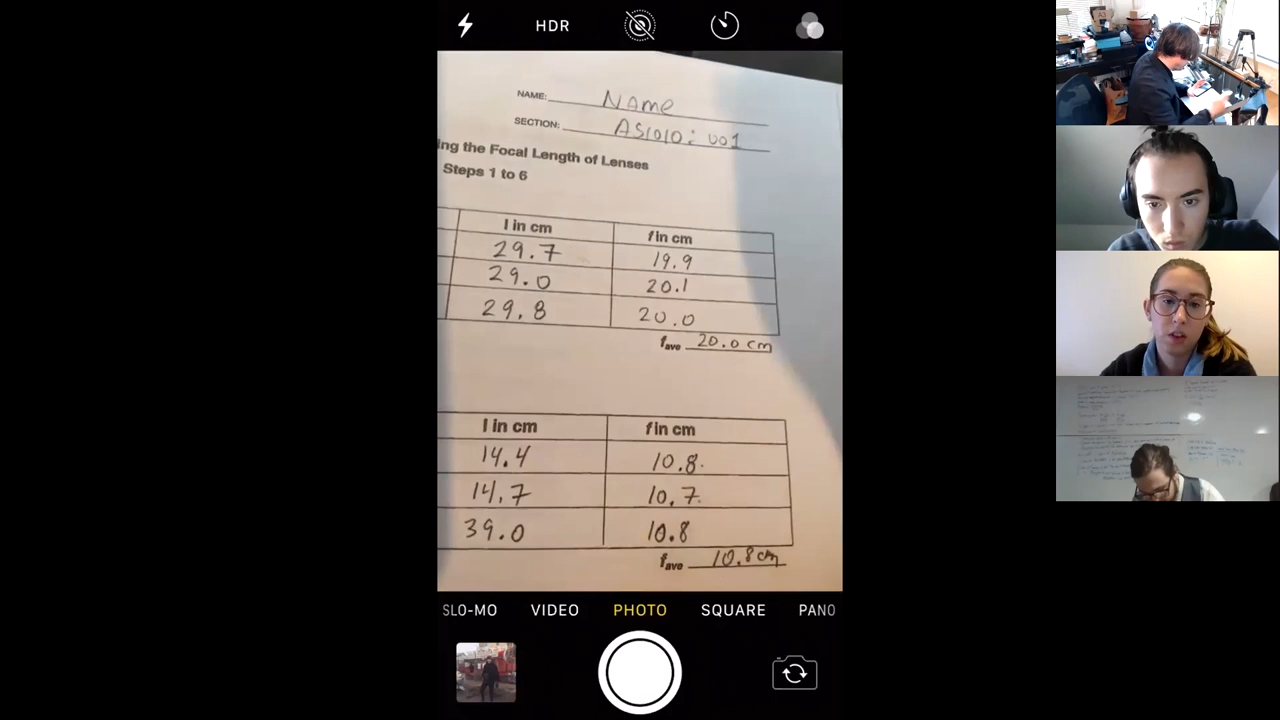 HDR
NAME: Name
SECTION: AS1010: 001
ing the Focal Length of Lenses
Steps 1 to 6
l in cm f in cm
29.7 19.9
29.0 20.1
29.8 20.0
fave 20.0 cm
l in cm f in cm
14.4 10.8
14.7 10.7
39.0 10.8
fave 10.8cm
SLO-MO VIDEO PHOTO SQUARE PANO